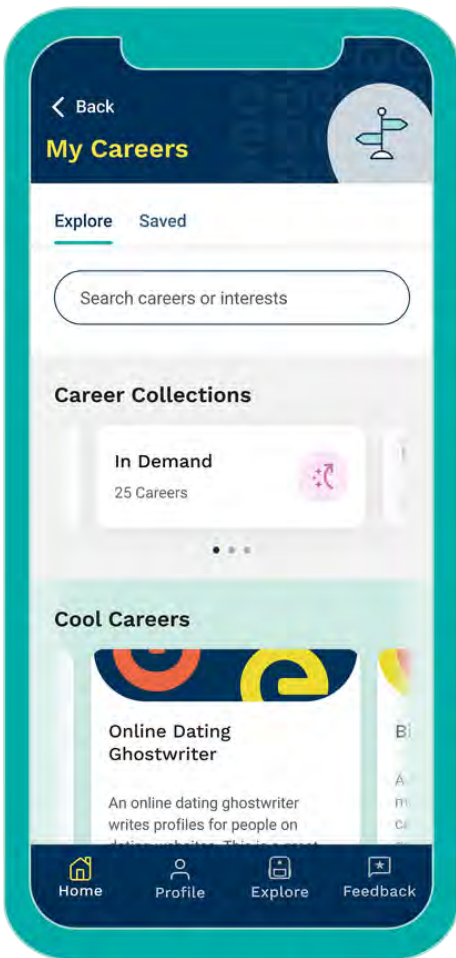 Back
My Careers
Explore Saved
Search careers or interests
Career Collections
In Demand
25 Careers
Cool Careers
Online Dating
Ghostwriter
An online dating ghostwriter
writes profiles for people on
Home Profile Explore Feedback